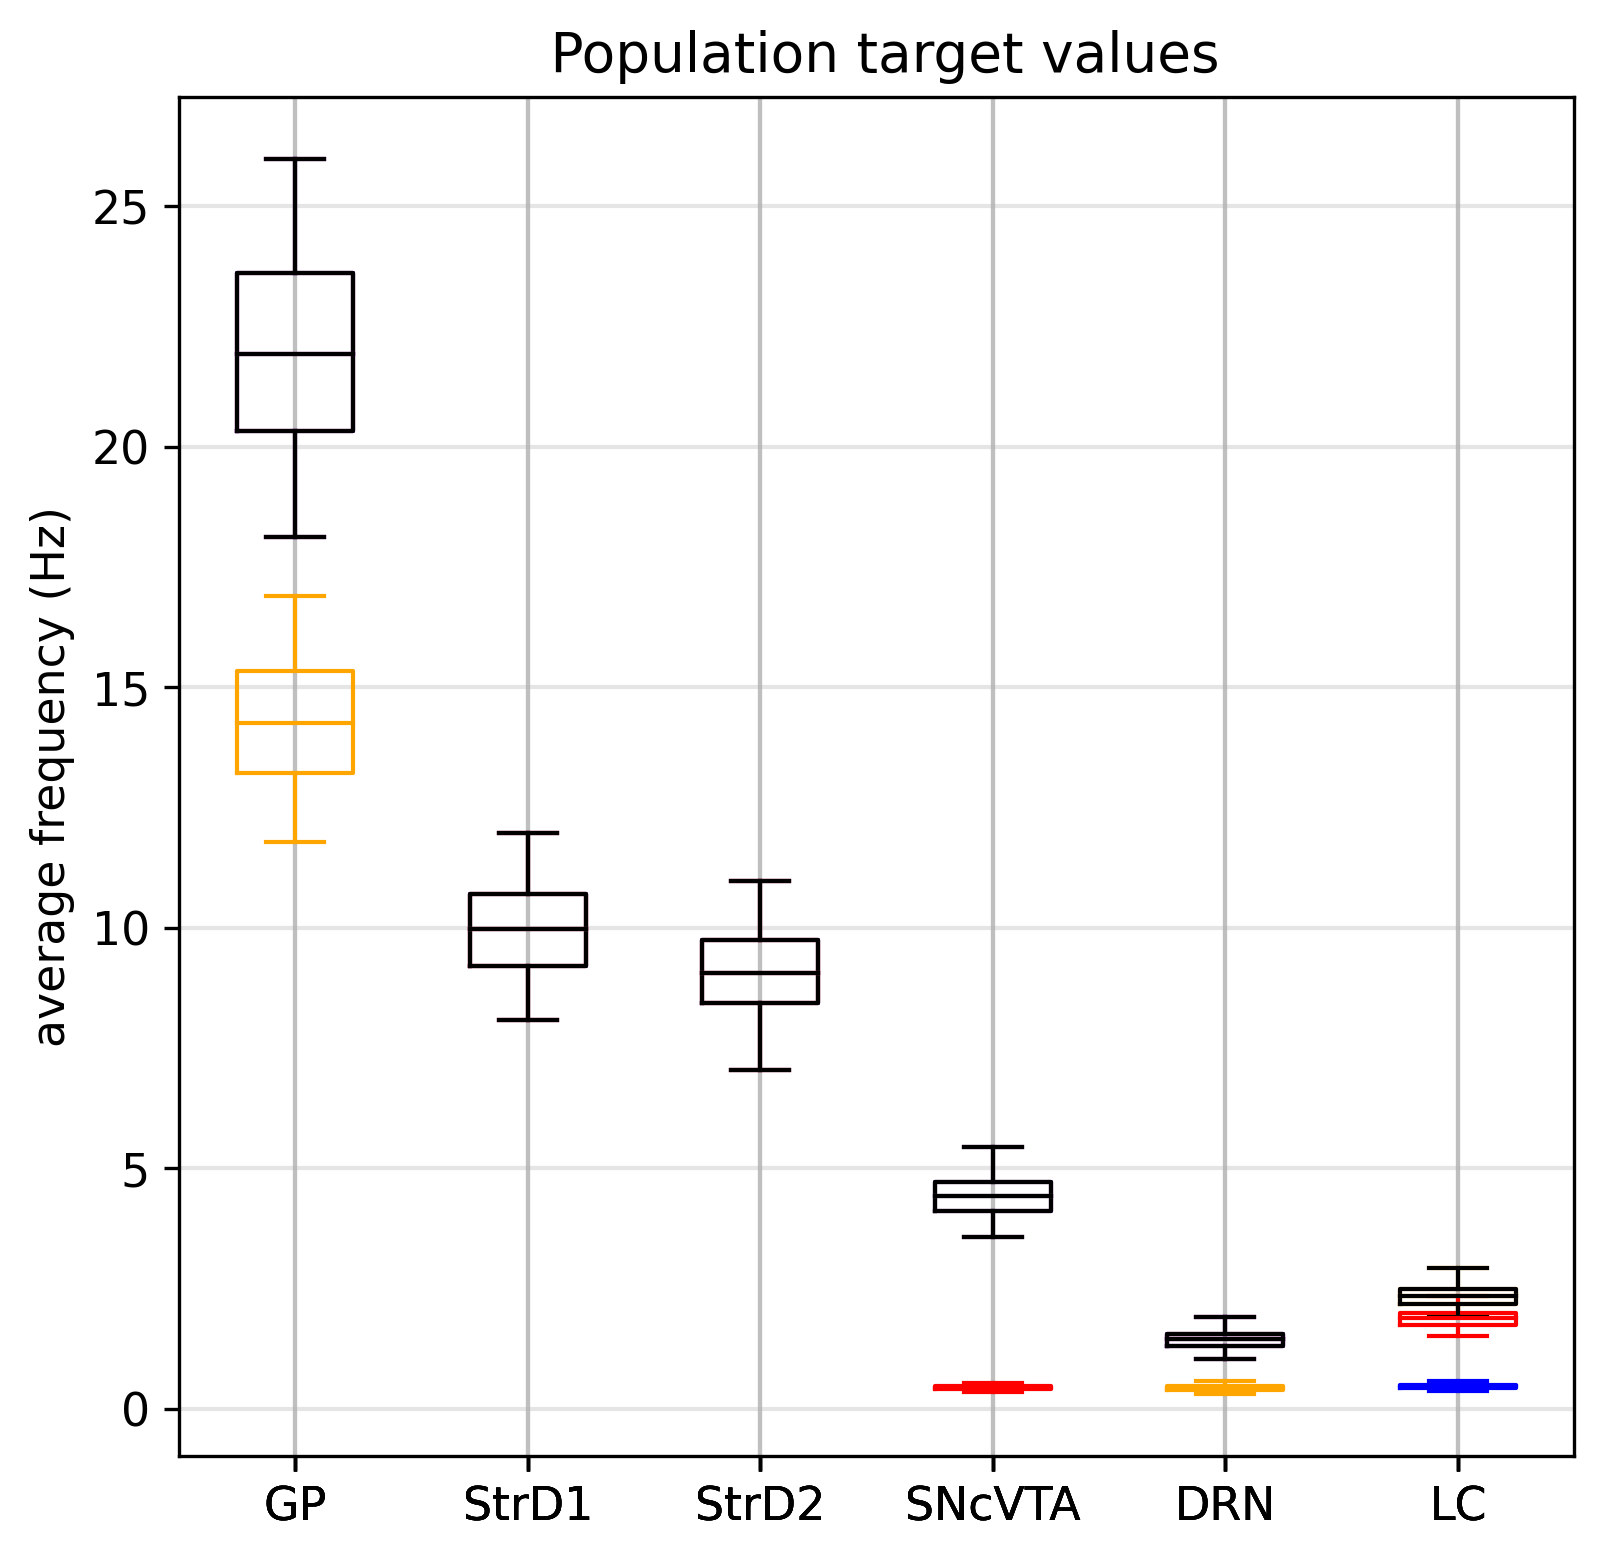 Population target values
average frequency (Hz)
25
20
15
10
5
0
GP StrD1 StrD2 SNcVTA DRN LC